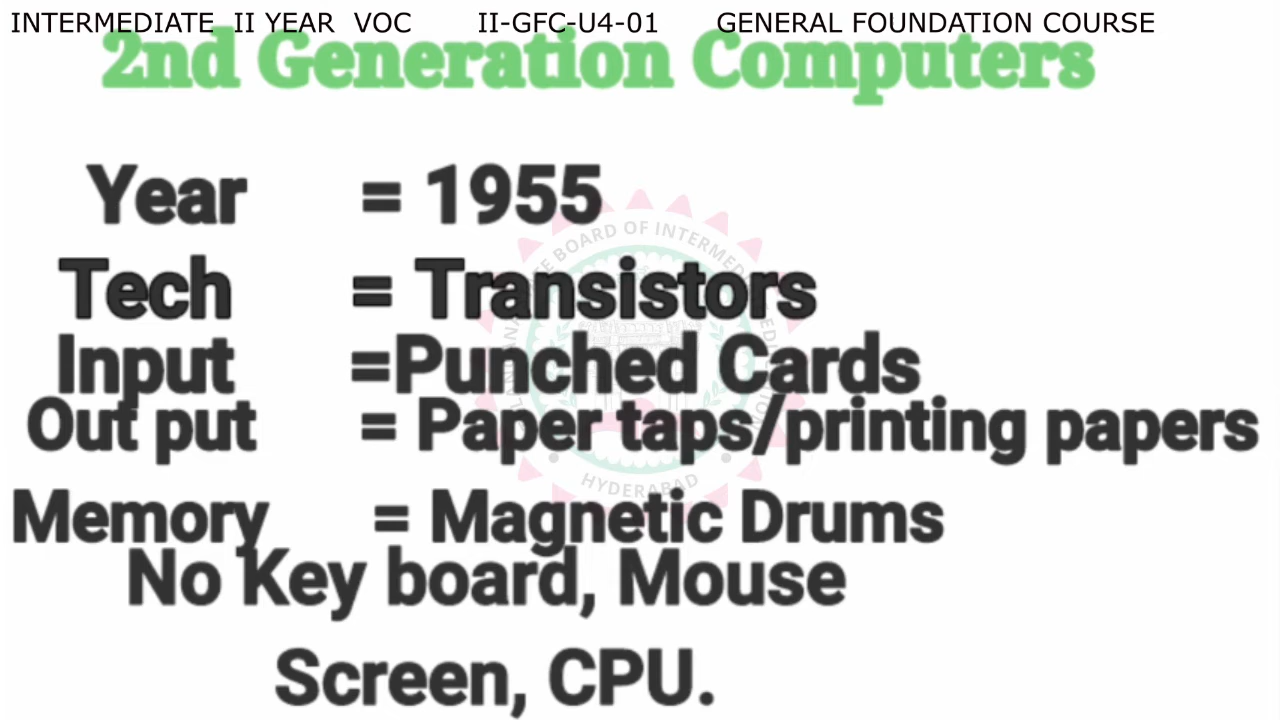 INTERMEDIATE II YEAR VOC II-GFC-U4-01 GENERAL FOUNDATION COURSE
2nd Generation Computers
Year = 1955
Tech = Transistors
Input =Punched Cards
Out put = Paper taps/printing papers
Memory = Magnetic Drums
No Key board, Mouse
Screen, CPU.
HYDERABAD